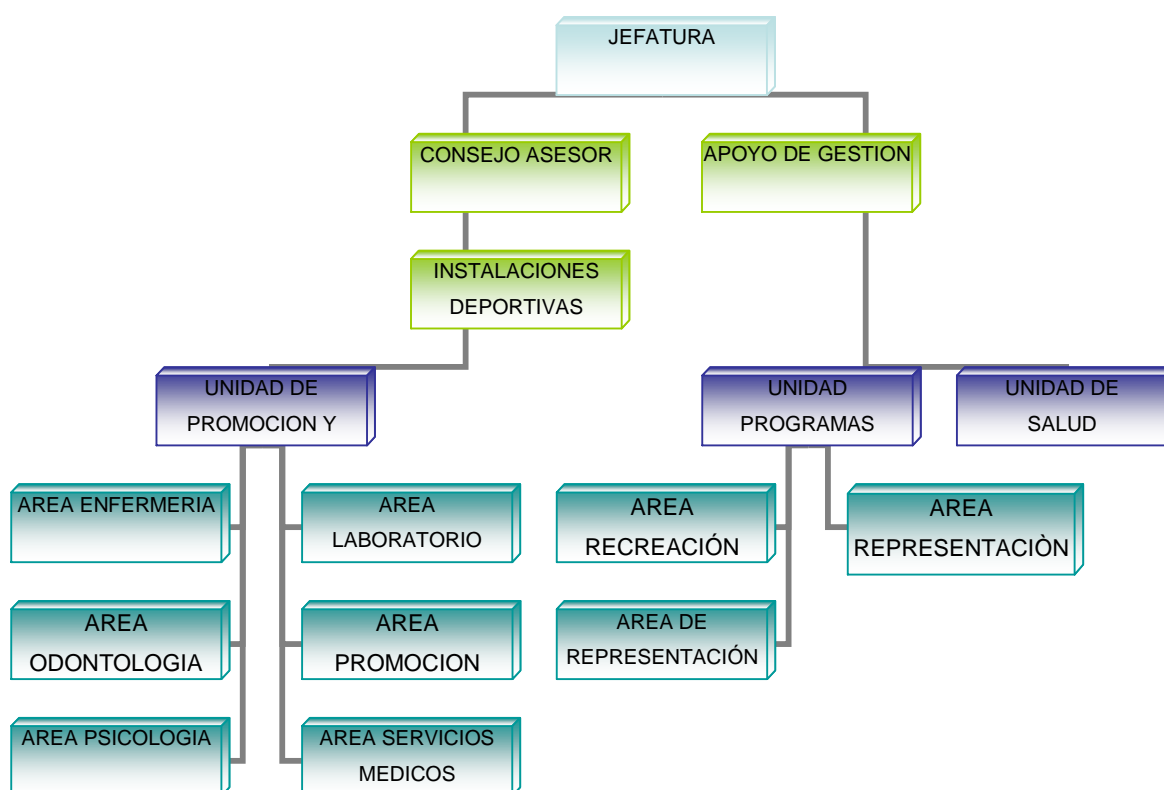 JEFATURA
CONSEJO ASESOR
APOYO DE GESTION
INSTALACIONES
DEPORTIVAS
UNIDAD DE
PROMOCION Y
UNIDAD
PROGRAMAS
UNIDAD DE
SALUD
AREA ENFERMERIA
AREA
LABORATORIO
AREA
RECREACIÓN
AREA
REPRESENTACIÒN
AREA
ODONTOLOGIA
AREA
PROMOCION
AREA DE
REPRESENTACIÓN
AREA PSICOLOGIA
AREA SERVICIOS
MEDICOS